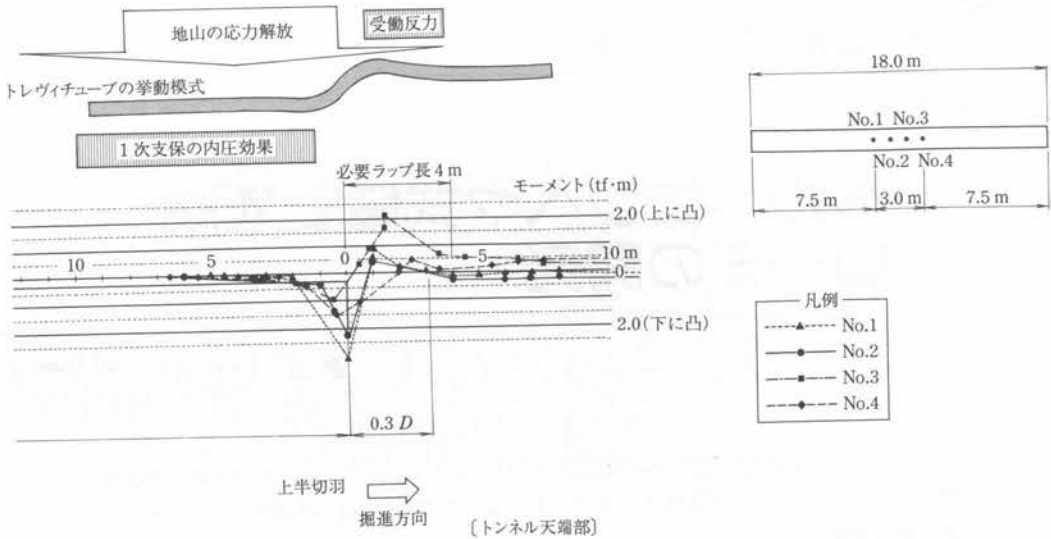 地山の応力解放
受働反力
トレヴィチューブの挙動模式
1次支保の内圧効果
必要ラップ長4m
モーメント(tf·m)
2.0(上に凸)
10 5 0 5 10 m
0
2.0(下に凸)
0.3 D
上半切羽
掘進方向
〔トンネル天端部〕
18.0 m
No.1 No.3
No.2 No.4
7.5 m 3.0 m 7.5 m
凡例
No.1
No.2
No.3
No.4